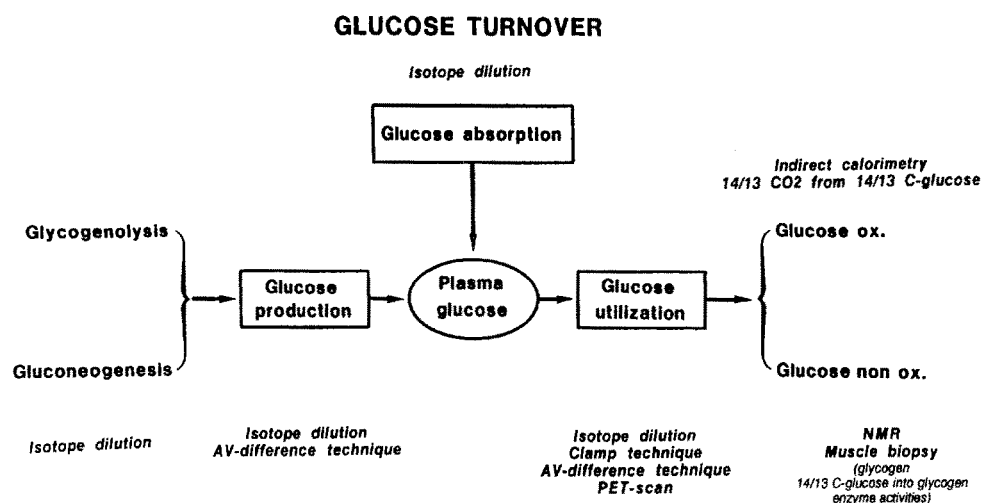 GLUCOSE TURNOVER
Isotope dilution
Glucose absorption
Indirect calorimetry
14/13 CO2 from 14/13 C-glucose
Glycogenolysis
Glucose ox.
Glucose
production
Plasma
glucose
Glucose
utilization
Gluconeogenesis
Glucose non ox.
Isotope dilution
Isotope dilution
AV-difference technique
Isotope dilution
Clamp technique
AV-difference technique
PET-scan
NMR
Muscle biopsy
(glycogen
14/13 C-glucose into glycogen
enzyme activities)